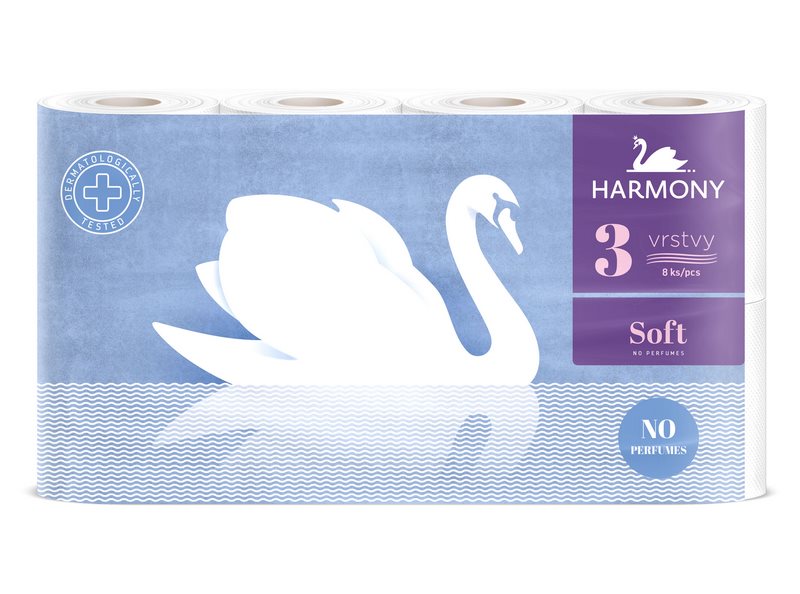 DERMATOLOGICALLY
TESTED
HARMONY
3 vrstvy
8 ks/pcs
Soft
NO PERFUMES
NO
PERFUMES